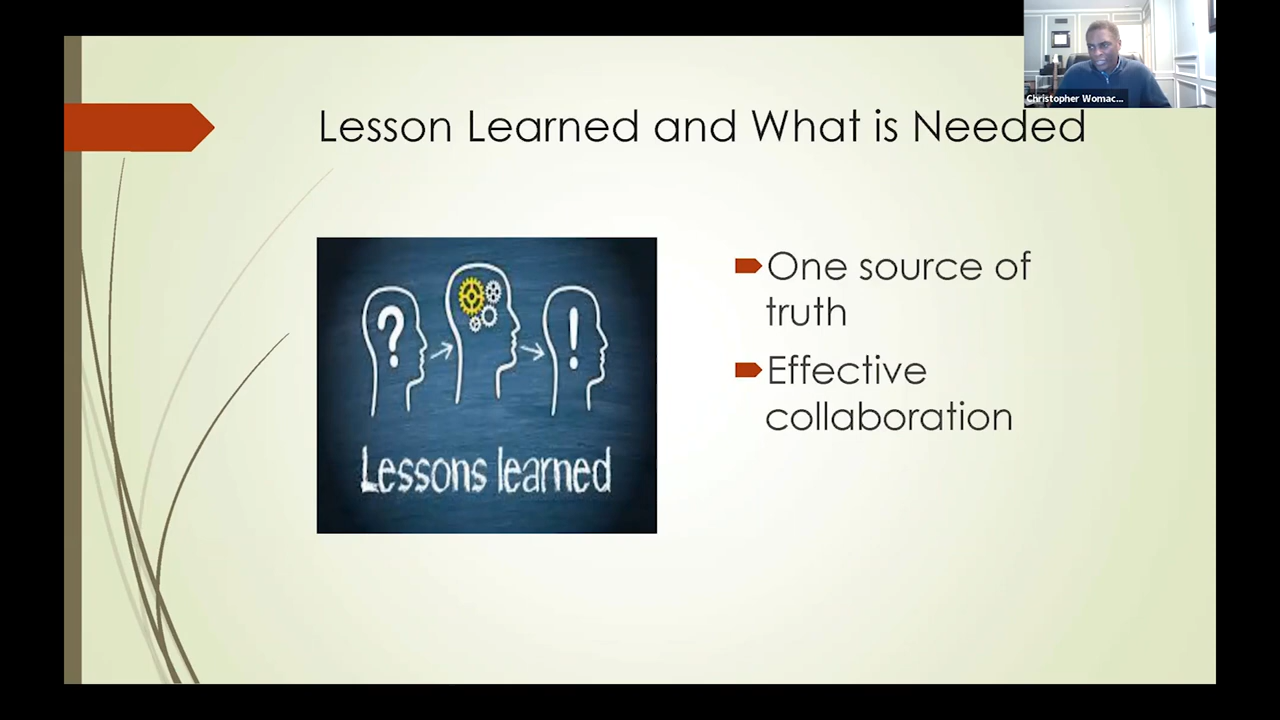 Christopher Womac...
Lesson Learned and What is Needed
?
!
Lessons learned
One source of
truth
Effective
collaboration